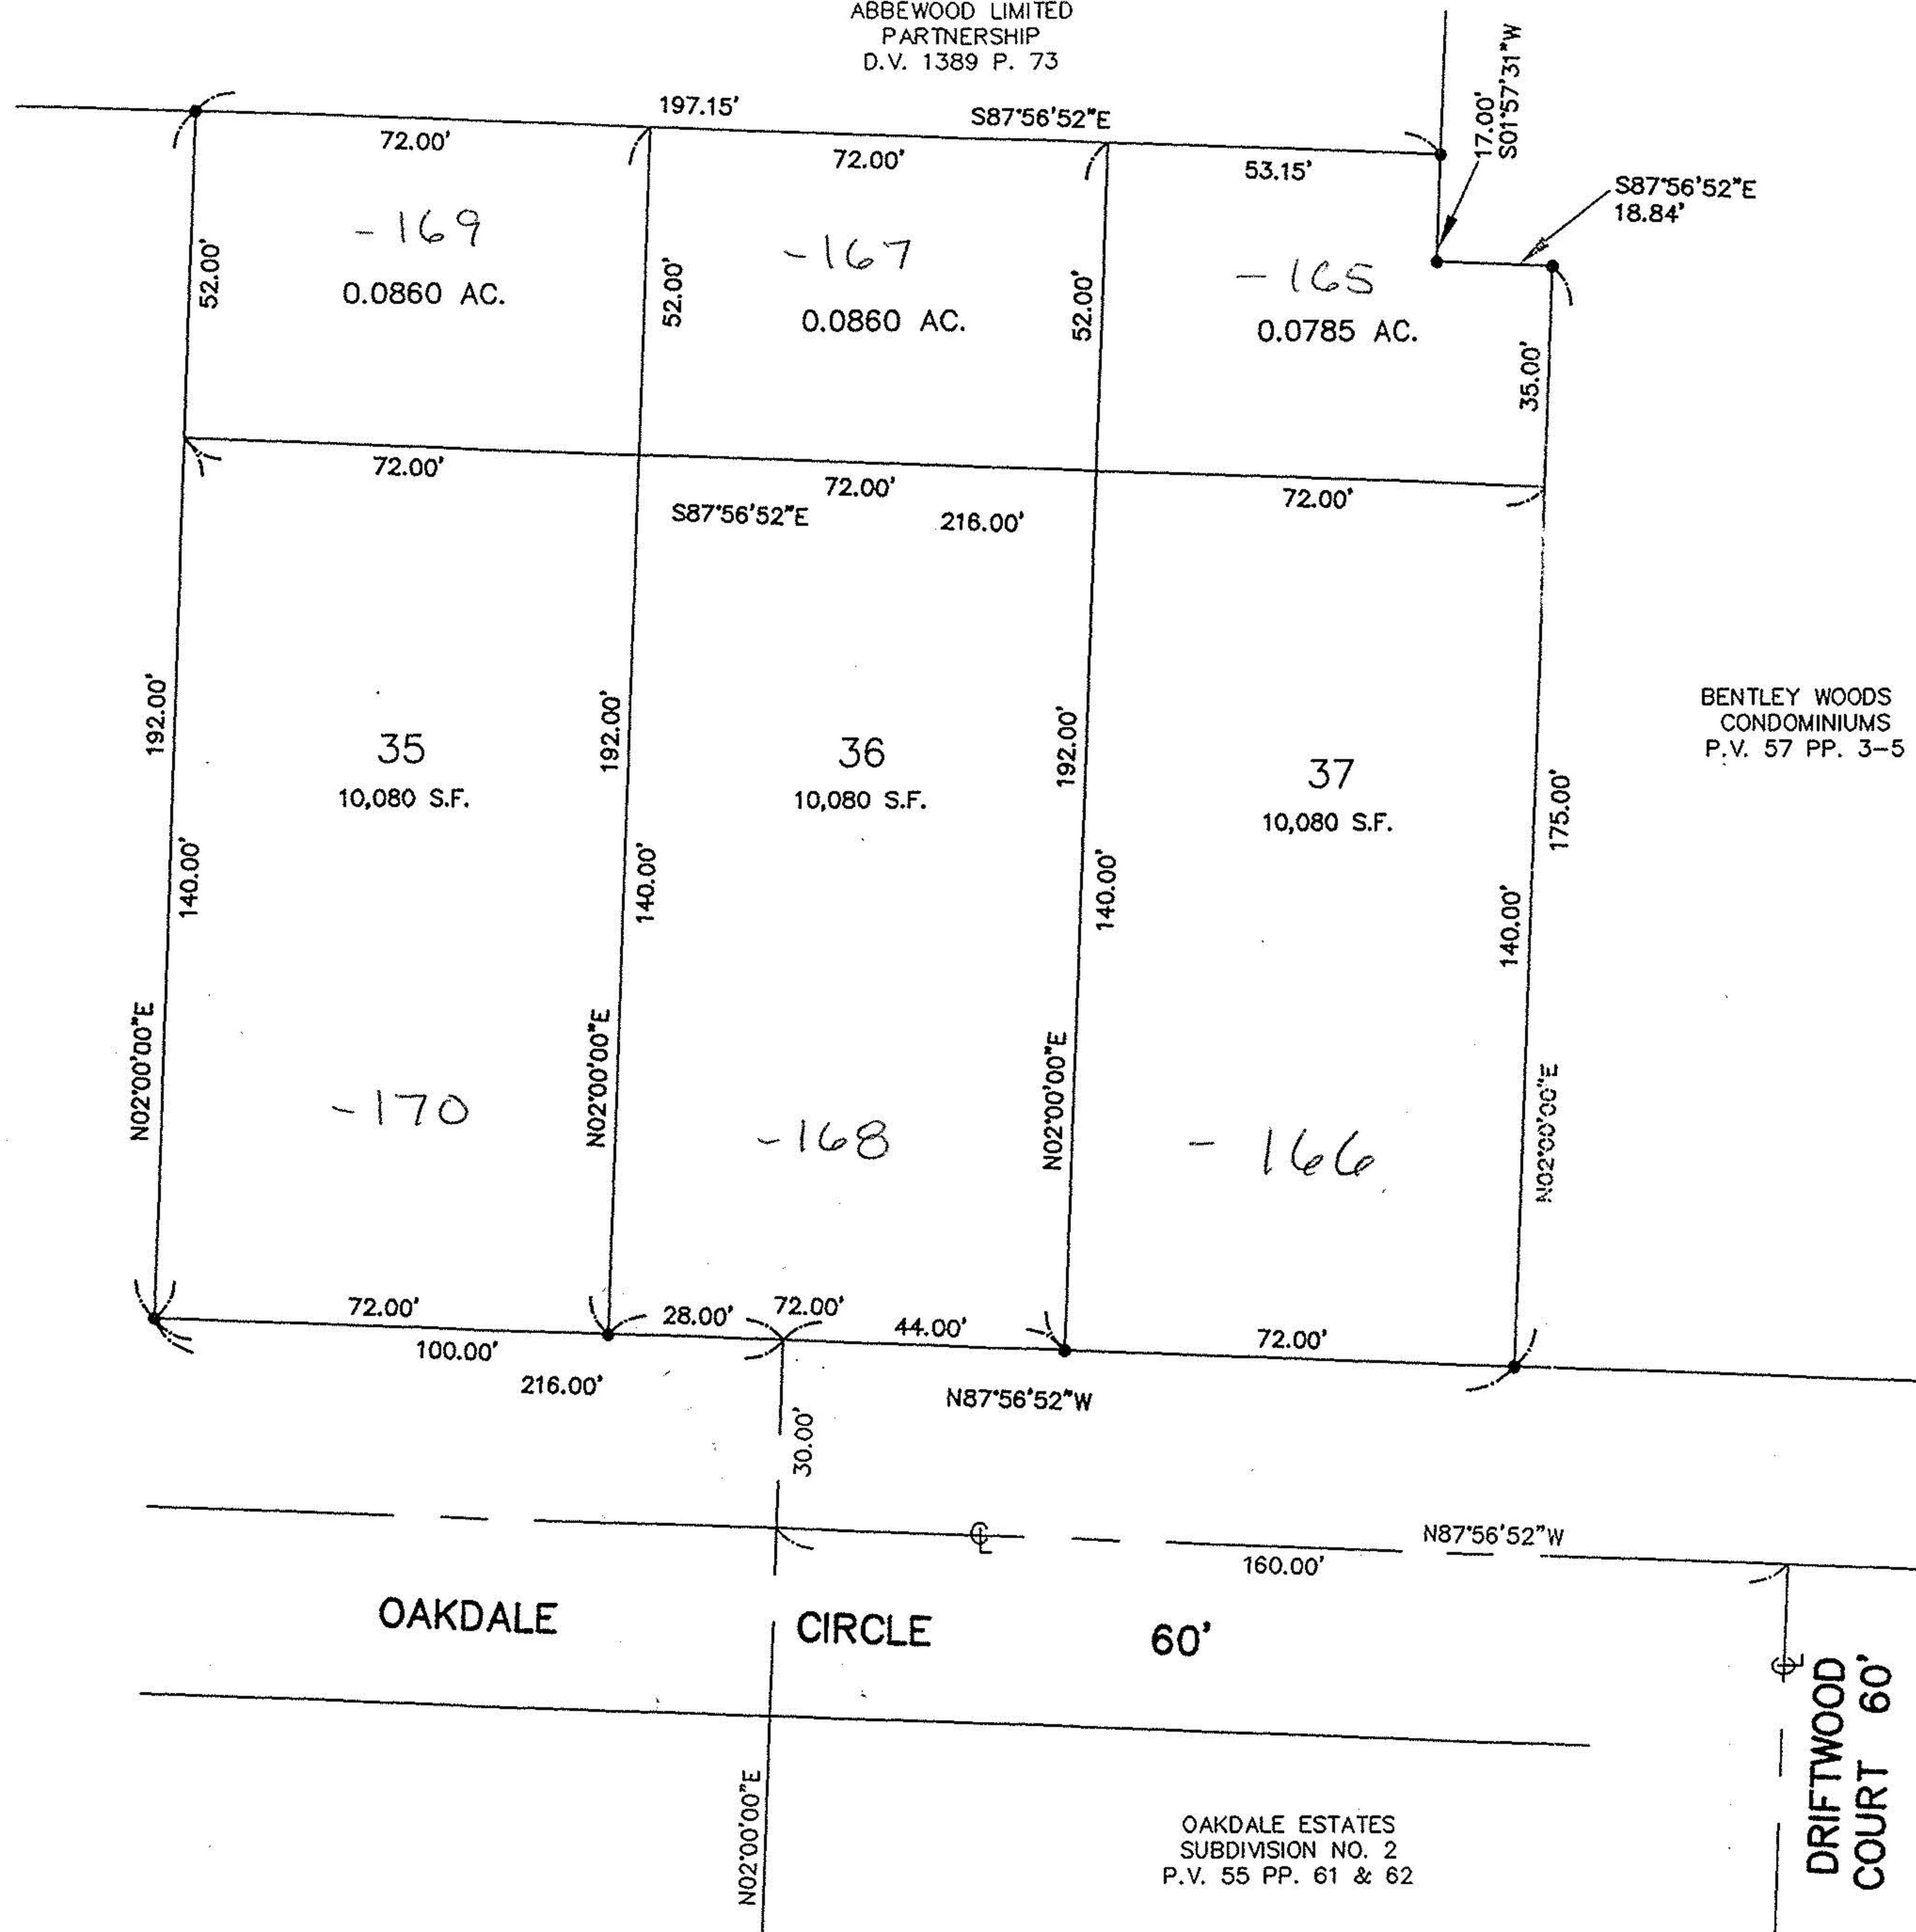 ABBEWOOD LIMITED
PARTNERSHIP
D.V. 1389 P. 73
197.15'
S87°56'52"E
72.00'
72.00'
53.15'
17.00'
S01°57'31"W
S87°56'52"E
18.84'
52.00'
-169
0.0860 AC.
52.00'
-167
0.0860 AC.
52.00'
-165
0.0785 AC.
35.00'
72.00'
72.00'
72.00'
S87°56'52"E
216.00'
192.00'
35
10,080 S.F.
192.00'
36
10,080 S.F.
192.00'
37
10,080 S.F.
175.00'
BENTLEY WOODS
CONDOMINIUMS
P.V. 57 PP. 3-5
140.00'
140.00'
140.00'
140.00'
N02°00'00"E
N02°00'00"E
N02°00'00"E
N02°00'00"E
-170
-168
-166
72.00'
28.00'
72.00'
44.00'
72.00'
100.00'
216.00'
N87°56'52"W
30.00'
N87°56'52"W
160.00'
OAKDALE CIRCLE 60'
DRIFTWOOD
COURT 60'
N02°00'00"E
OAKDALE ESTATES
SUBDIVISION NO. 2
P.V. 55 PP. 61 & 62